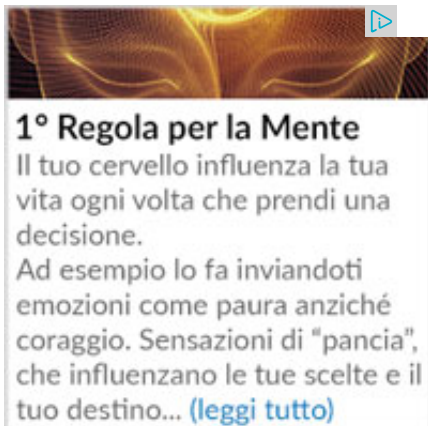 1° Regola per la Mente
Il tuo cervello influenza la tua
vita ogni volta che prendi una
decisione.
Ad esempio lo fa inviandoti
emozioni come paura anziché
coraggio. Sensazioni di “pancia”,
che influenzano le tue scelte e il
tuo destino... (leggi tutto)